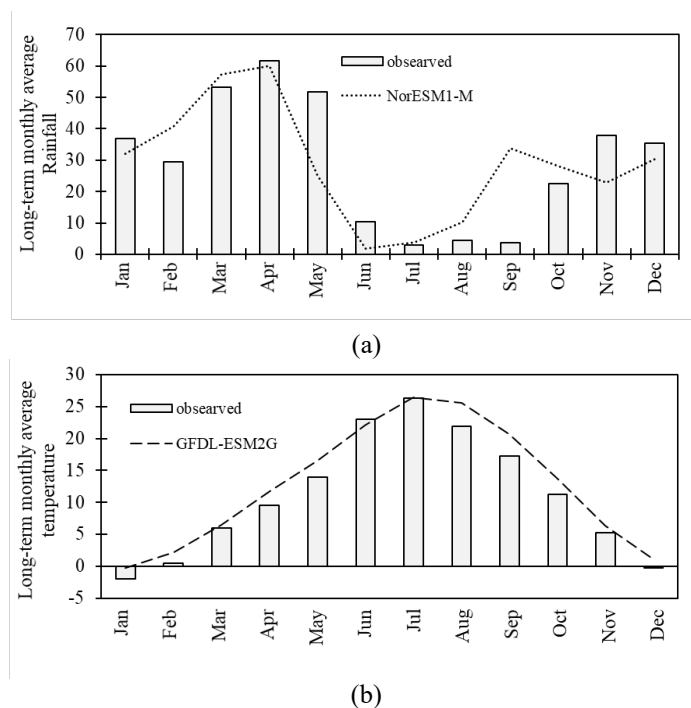 Long-term monthly average
Rainfall
70
60
50
40
30
20
10
0
obsearved
NorESM1-M
Jan
Feb
Mar
Apr
May
Jun
Jul
Aug
Sep
Oct
Nov
Dec
(a)
Long-term monthly average
temperature
30
25
20
15
10
5
0
-5
obsearved
GFDL-ESM2G
Jan
Feb
Mar
Apr
May
Jun
Jul
Aug
Sep
Oct
Nov
Dec
(b)